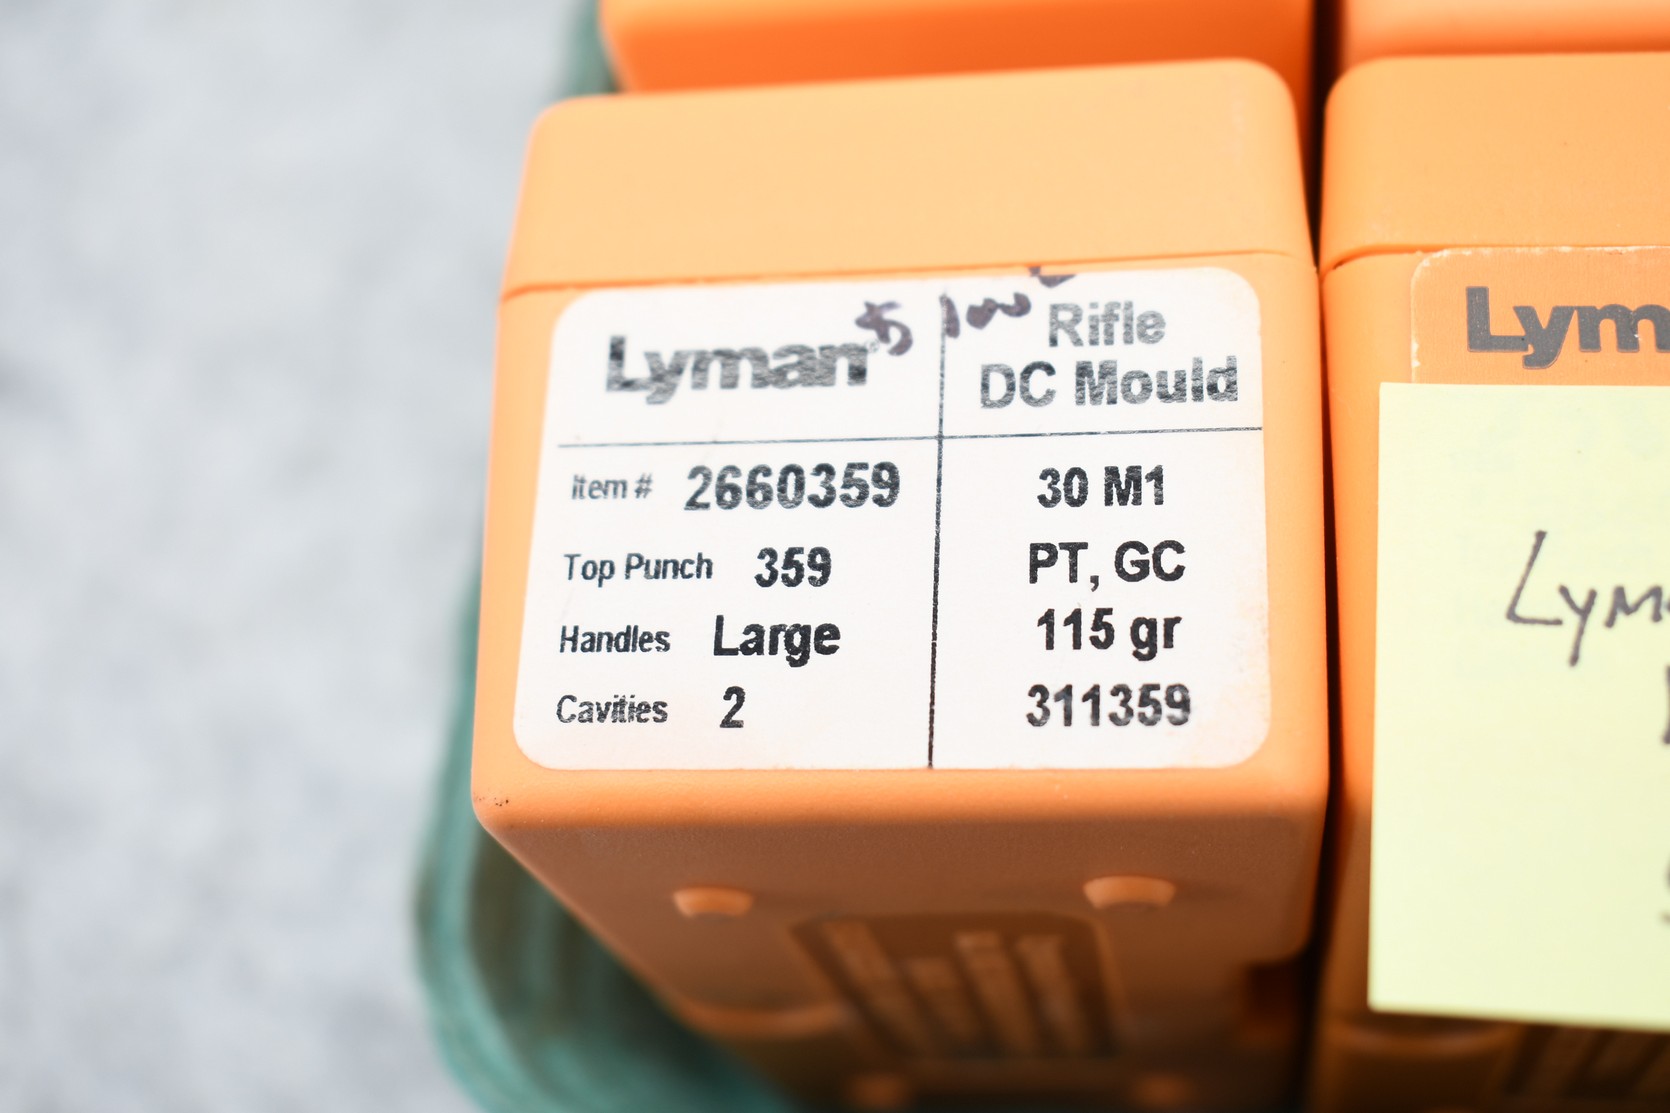 Lyman®
Rifle
DC Mould
Item # 2660359
Top Punch 359
Handles Large
Cavities 2
30 M1
PT, GC
115 gr
311359
Lym
Lym